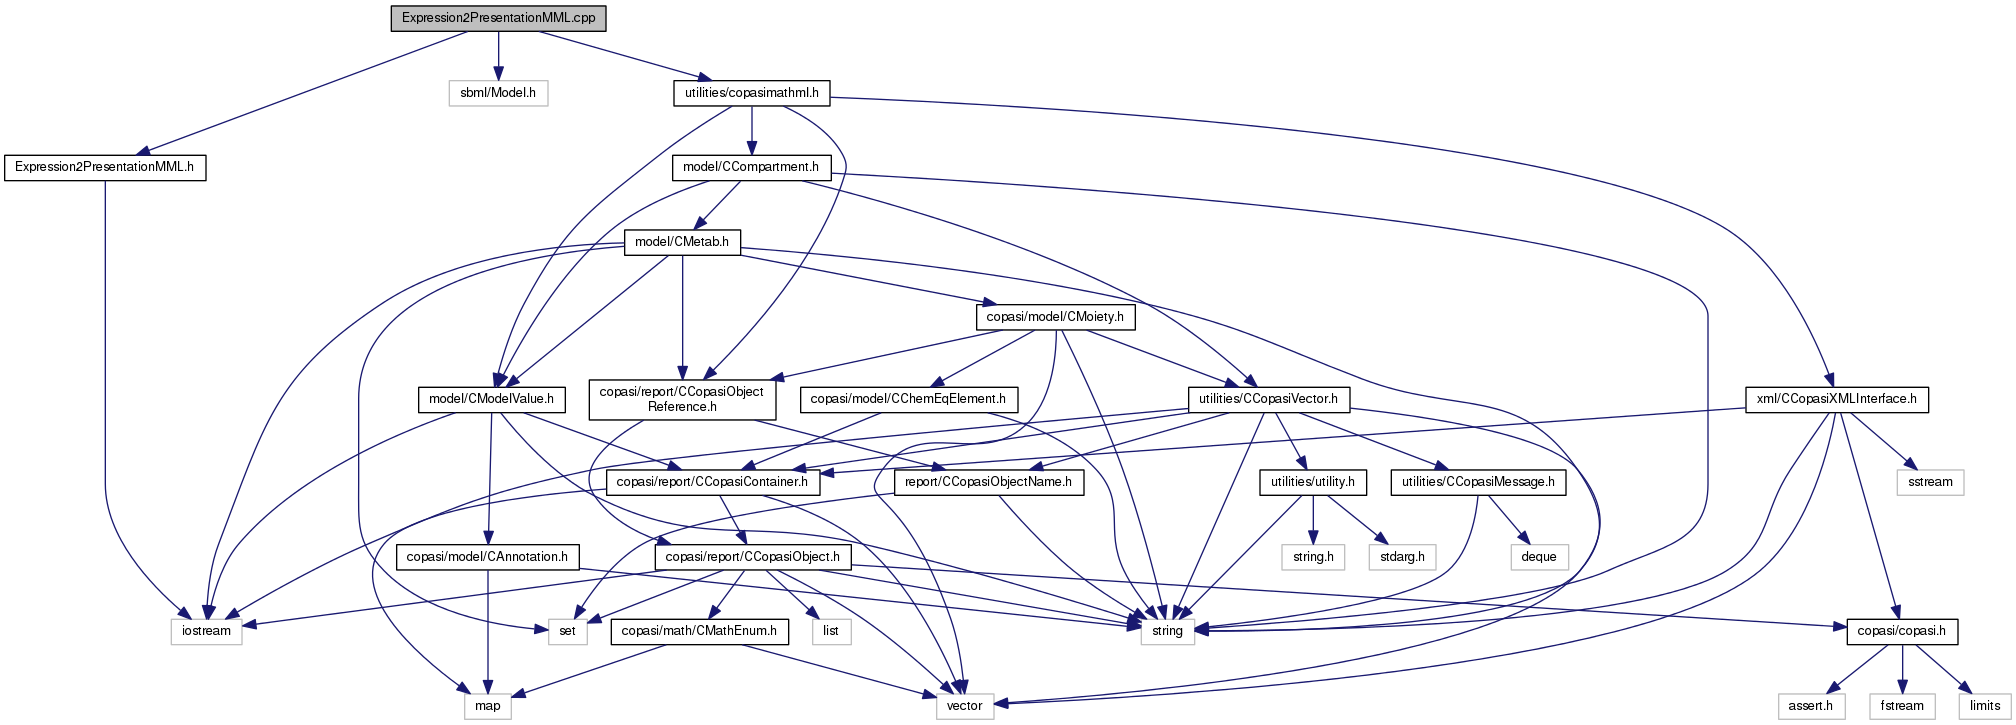 Expression2PresentationMML.cpp
sbml/Model.h
utilities/copasimathml.h
Expression2PresentationMML.h
model/CCompartment.h
model/CMetab.h
copasi/model/CMoiety.h
model/CModelValue.h
copasi/report/CCopasiObject
Reference.h
copasi/model/CChemEqElement.h
utilities/CCopasiVector.h
xml/CCopasiXMLInterface.h
copasi/report/CCopasiContainer.h
report/CCopasiObjectName.h
utilities/utility.h
utilities/CCopasiMessage.h
sstream
copasi/model/CAnnotation.h
copasi/report/CCopasiObject.h
string.h
stdarg.h
deque
iostream
set
copasi/math/CMathEnum.h
list
string
copasi/copasi.h
map
vector
assert.h
fstream
limits